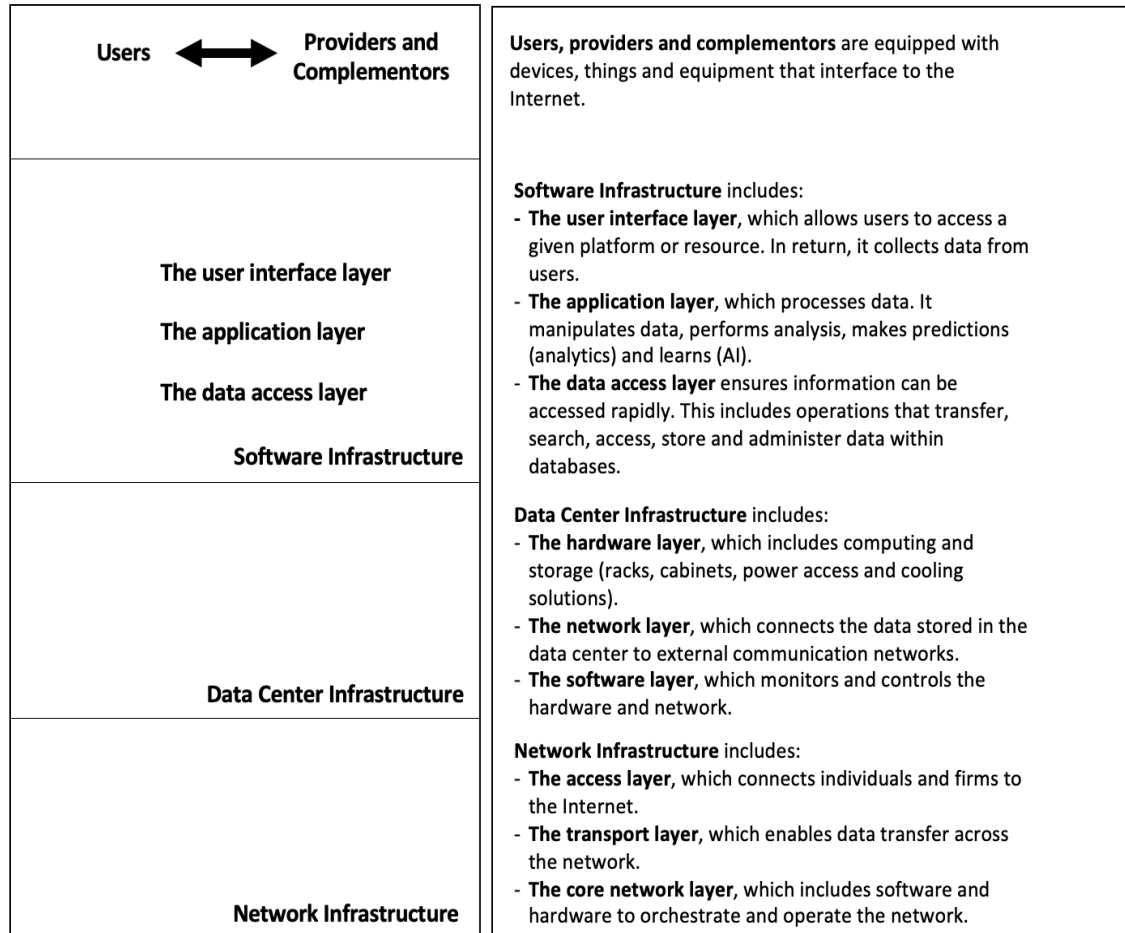 Users
Providers and
Complementors
The user interface layer
The application layer
The data access layer
Software Infrastructure
Data Center Infrastructure
Network Infrastructure
Users, providers and complementors are equipped with
devices, things and equipment that interface to the
Internet.
Software Infrastructure includes:
- The user interface layer, which allows users to access a
given platform or resource. In return, it collects data from
users.
- The application layer, which processes data. It
manipulates data, performs analysis, makes predictions
(analytics) and learns (AI).
- The data access layer ensures information can be
accessed rapidly. This includes operations that transfer,
search, access, store and administer data within
databases.
Data Center Infrastructure includes:
- The hardware layer, which includes computing and
storage (racks, cabinets, power access and cooling
solutions).
- The network layer, which connects the data stored in the
data center to external communication networks.
- The software layer, which monitors and controls the
hardware and network.
Network Infrastructure includes:
- The access layer, which connects individuals and firms to
the Internet.
- The transport layer, which enables data transfer across
the network.
- The core network layer, which includes software and
hardware to orchestrate and operate the network.